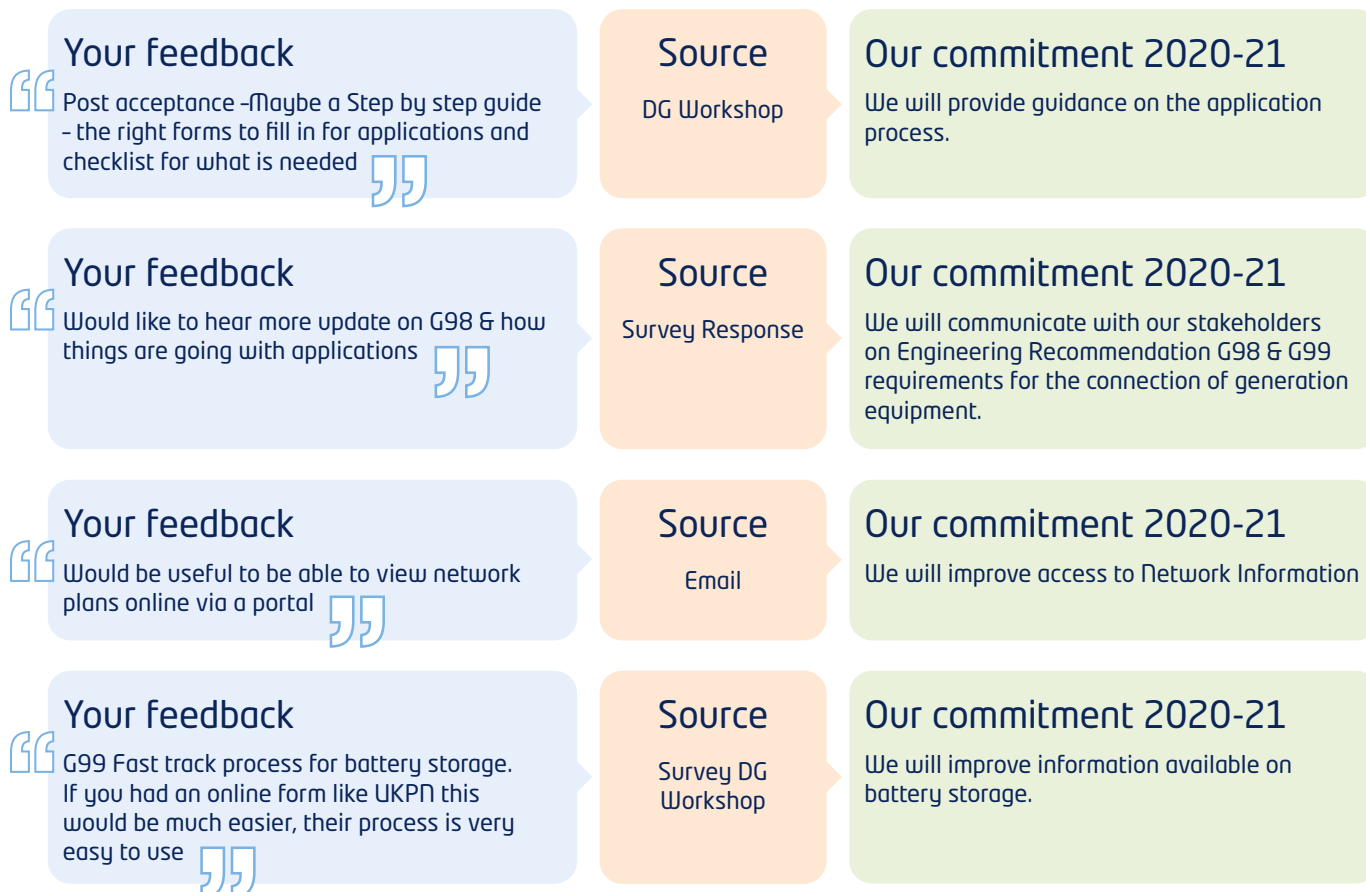 Your feedback
“ Post acceptance –Maybe a Step by step guide
– the right forms to fill in for applications and
checklist for what is needed ”
Source
DG Workshop
Our commitment 2020-21
We will provide guidance on the application
process.
Your feedback
“ Would like to hear more update on G98 & how
things are going with applications ”
Source
Survey Response
Our commitment 2020-21
We will communicate with our stakeholders
on Engineering Recommendation G98 & G99
requirements for the connection of generation
equipment.
Your feedback
“ Would be useful to be able to view network
plans online via a portal ”
Source
Email
Our commitment 2020-21
We will improve access to Network Information
Your feedback
“ G99 Fast track process for battery storage.
If you had an online form like UKPN this
would be much easier, their process is very
easy to use ”
Source
Survey DG
Workshop
Our commitment 2020-21
We will improve information available on
battery storage.